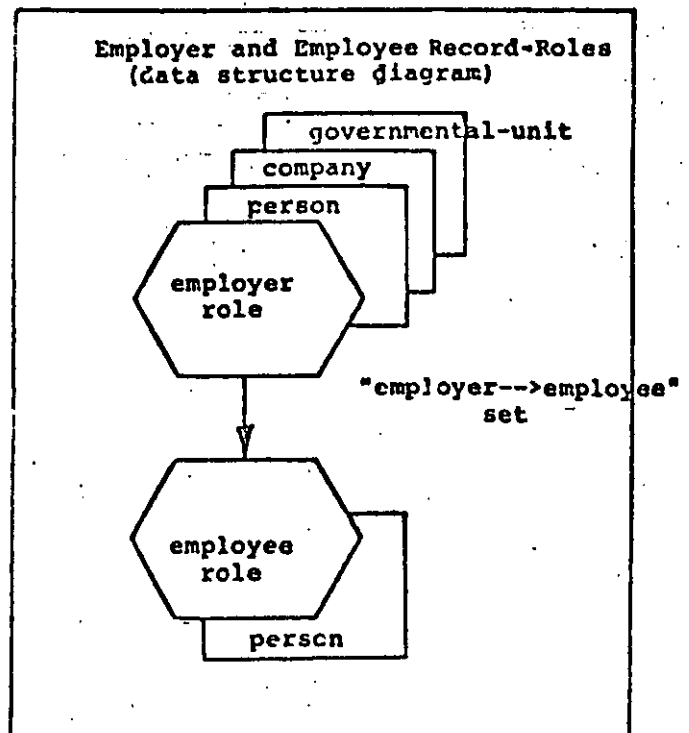 Employer and Employee Record-Roles
(data structure diagram)
governmental-unit
company
person
employer
role
"employer-->employee"
set
employee
role
person